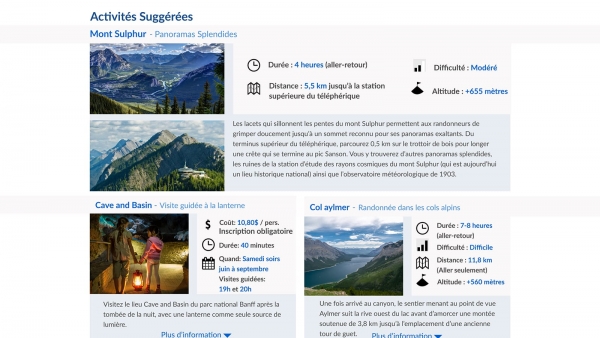 Activités Suggérées
Mont Sulphur - Panoramas Splendides
Durée : 4 heures (aller-retour)
Difficulté : Modéré
Distance : 5,5 km jusqu'à la station
supérieure du téléphérique
Altitude : +655 mètres
Les lacets qui sillonnent les pentes du mont Sulphur permettent aux randonneurs de
grimper doucement jusqu'à un sommet reconnu pour ses panoramas exaltants. Du
terminus supérieur du téléphérique, parcourez 0,5 km sur le trottoir de bois pour longer
une crête qui se termine au pic Sanson. Vous y trouverez d'autres panoramas splendides,
les ruines de la station d'étude des rayons cosmiques du mont Sulphur (qui est aujourd'hui
un lieu historique national) ainsi que l'observatoire météorologique de 1903.
Cave and Basin - Visite guidée à la lanterne
$ Coût: 10,80$ / pers.
Inscription obligatoire
Durée: 40 minutes
Quand: Samedi soirs
juin à septembre
Visites guidées:
19h et 20h
Visitez le lieu Cave and Basin du parc national Banff après la
tombée de la nuit, avec une lanterne comme seule source de
lumière.
Plus d'information
Col aylmer - Randonnée dans les cols alpins
Durée : 7-8 heures
(aller-retour)
Difficulté : Difficile
Distance : 11,8 km
(Aller seulement)
Altitude : +560 mètres
Une fois arrivé au canyon, le sentier menant au point de vue
Aylmer suit la rive ouest du lac avant d'amorcer une montée
soutenue de 3,8 km jusqu'à l'emplacement d'une ancienne
tour de guet.
Plus d'information